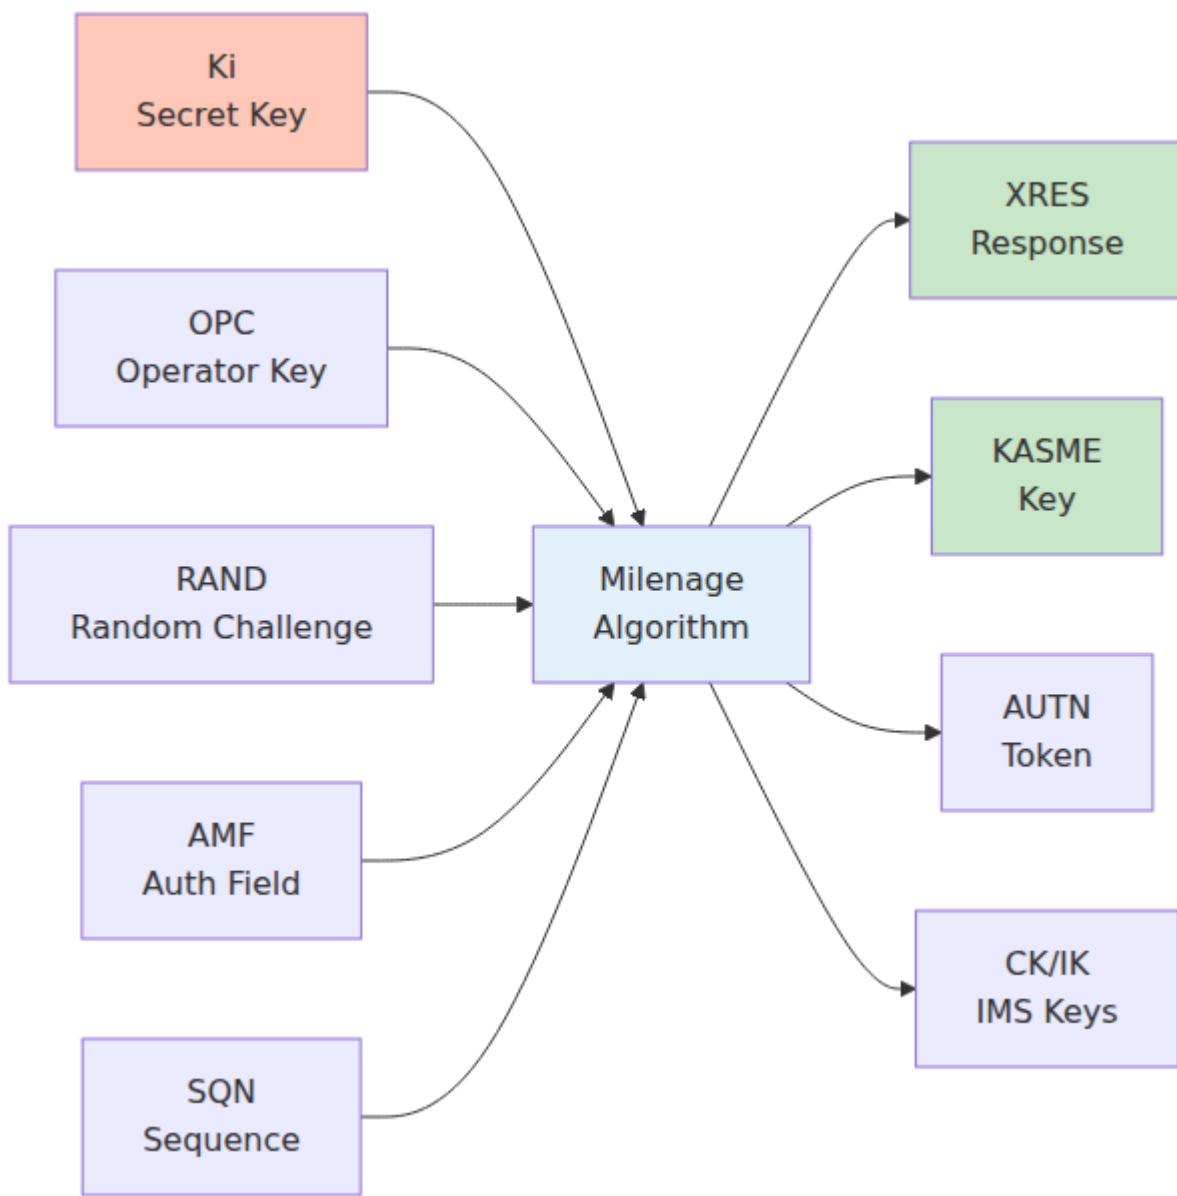 Ki
Secret Key
OPC
Operator Key
RAND
Random Challenge
AMF
Auth Field
SQN
Sequence
Milenage
Algorithm
XRES
Response
KASME
Key
AUTN
Token
CK/IK
IMS Keys